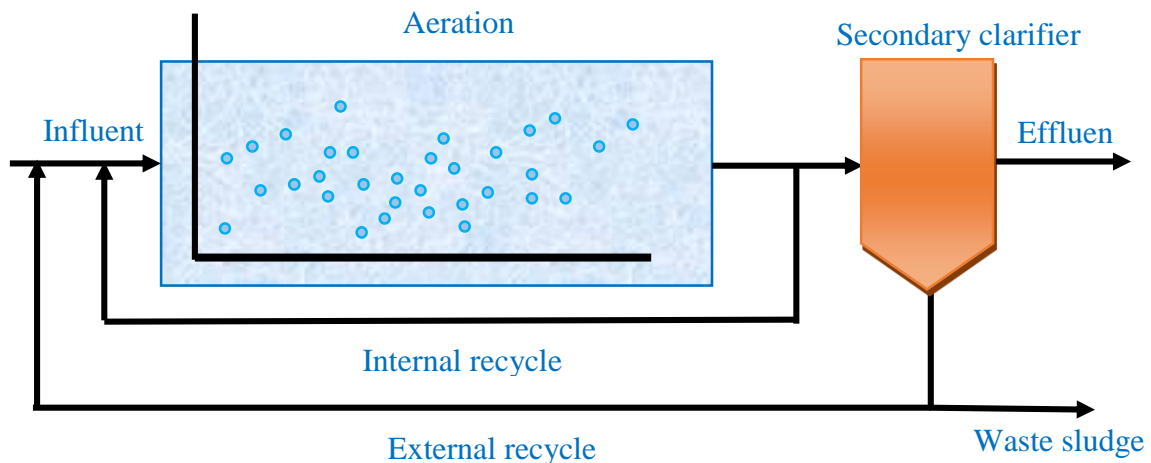 Aeration
Secondary clarifier
Influent
Effluen
Internal recycle
External recycle
Waste sludge